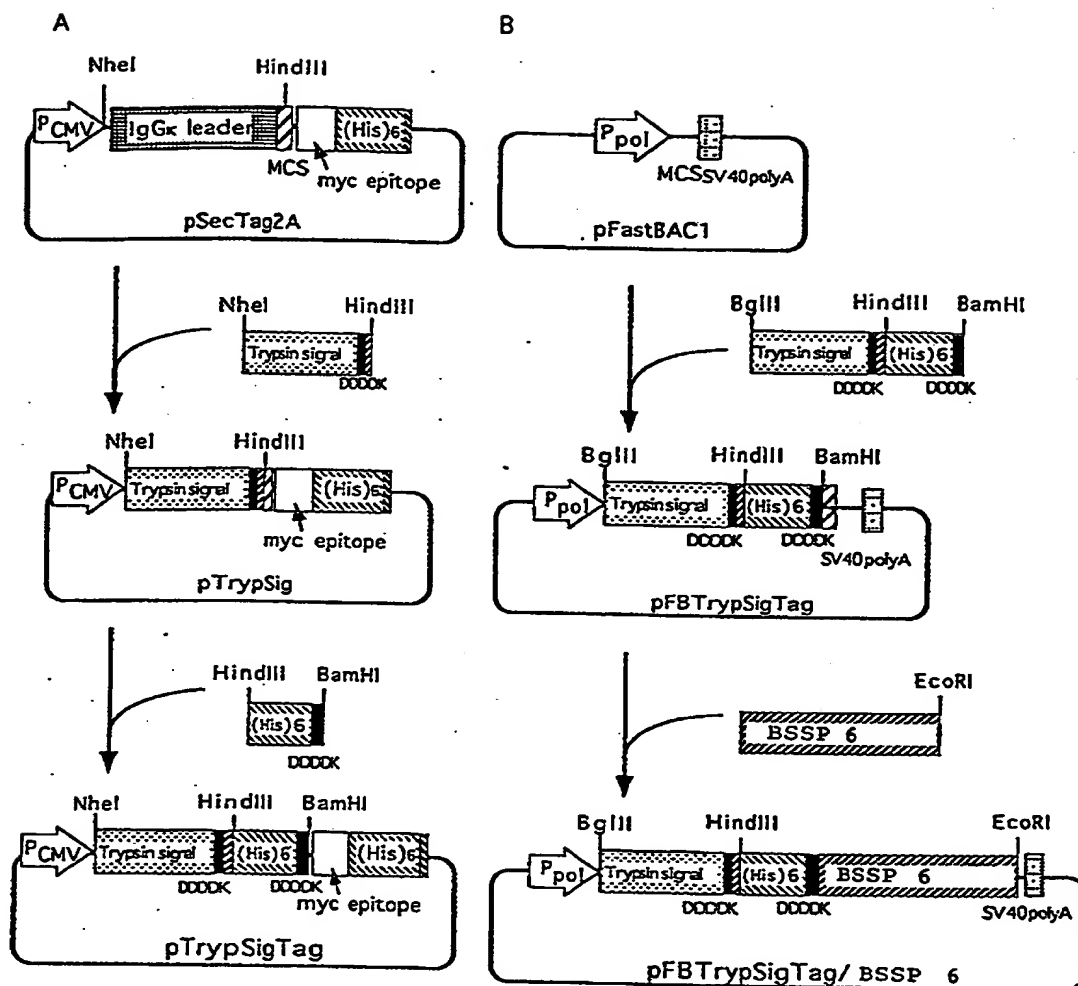 A
NheI HindIII
PCMV IgGκ leader (His)6
MCS myc epitope
pSecTag2A
NheI HindIII
Trypsin signal
DDDDK
NheI HindIII
PCMV Trypsin signal (His)6
myc epitope
pTrypSig
HindIII BamHI
(His)6
DDDDK
NheI HindIII BamHI
PCMV Trypsin signal (His)6 (His)6
DDDDK DDDDK
myc epitope
pTrypSigTag
B
Ppol
MCS SV40polyA
pFastBAC1
BglII HindIII BamHI
Trypsin signal (His)6
DDDDK DDDDK
BglII HindIII BamHI
Ppol Trypsin signal (His)6
DDDDK DDDDK
SV40polyA
pFBTrypSigTag
EcoRI
BSSP 6
BglII HindIII EcoRI
Ppol Trypsin signal (His)6 BSSP 6
DDDDK DDDDK
SV40polyA
pFBTrypSigTag/ BSSP 6